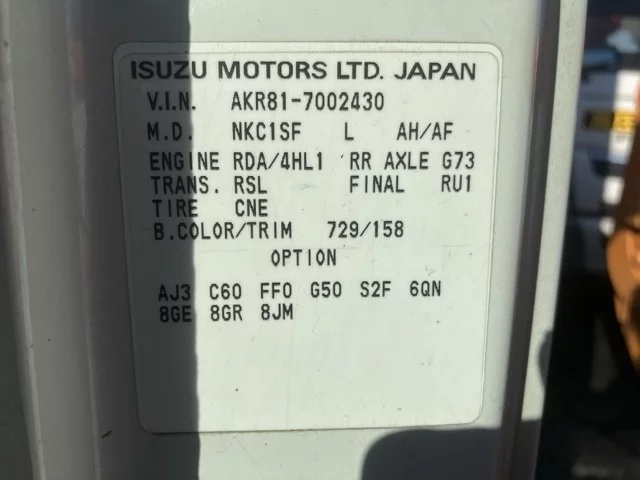 ISUZU MOTORS LTD. JAPAN
V.I.N. AKR81-7002430
M.D. NKC1SF L AH/AF
ENGINE RDA/4HL1 RR AXLE G73
TRANS. RSL FINAL RU1
TIRE CNE
B.COLOR/TRIM 729/158
OPTION
AJ3 C60 FF0 G50 S2F 6QN
8GE 8GR 8JM